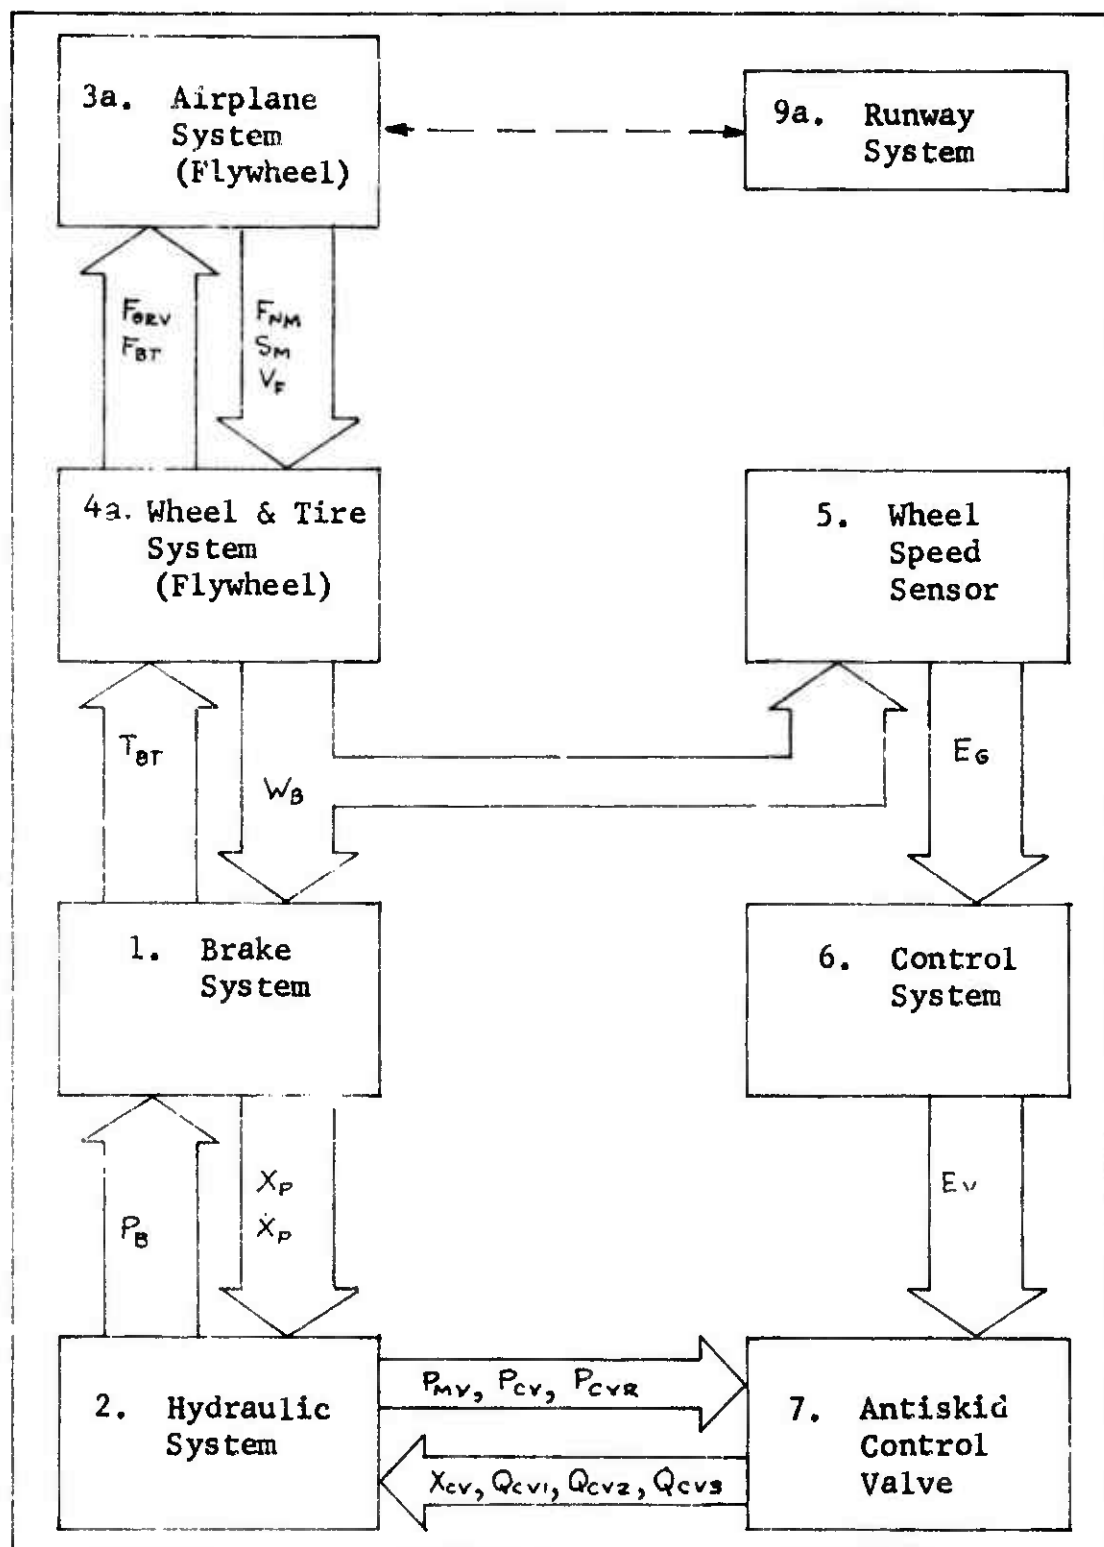 3a. Airplane
System
(Flywheel)
9a. Runway
System
F_GRV
F_BT
F_NM
S_M
V_F
4a. Wheel & Tire
System
(Flywheel)
5. Wheel
Speed
Sensor
T_BT
W_B
E_G
1. Brake
System
6. Control
System
P_B
X_P
Ẋ_P
E_V
2. Hydraulic
System
P_MV, P_CV, P_CVR
X_CV, Q_CV1, Q_CV2, Q_CV3
7. Antiskid
Control
Valve